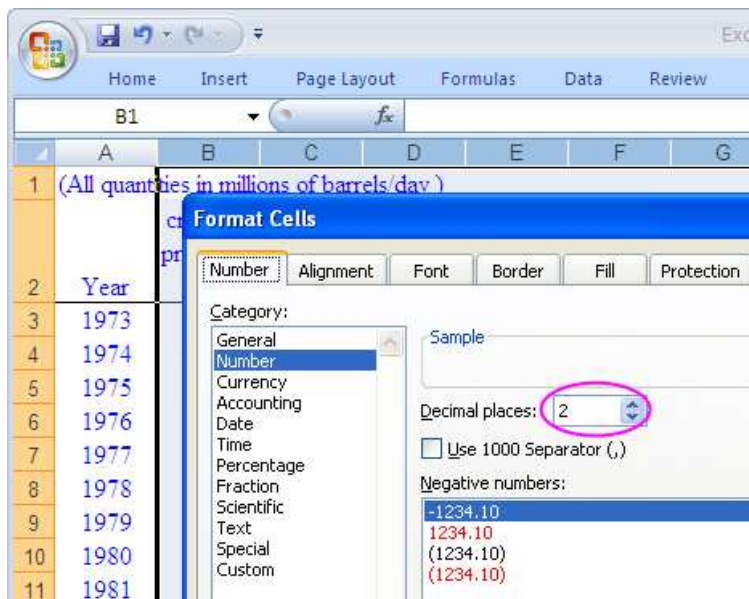 Exc
Home Insert Page Layout Formulas Data Review
B1 fx
A B C D E F G
1 (All quantities in millions of barrels/day )
cr
pr
2 Year
3 1973
4 1974
5 1975
6 1976
7 1977
8 1978
9 1979
10 1980
11 1981
Format Cells
Number Alignment Font Border Fill Protection
Category:
General
Number
Currency
Accounting
Date
Time
Percentage
Fraction
Scientific
Text
Special
Custom
Sample
Decimal places: 2
Use 1000 Separator (,)
Negative numbers:
-1234.10
1234.10
(1234.10)
(1234.10)